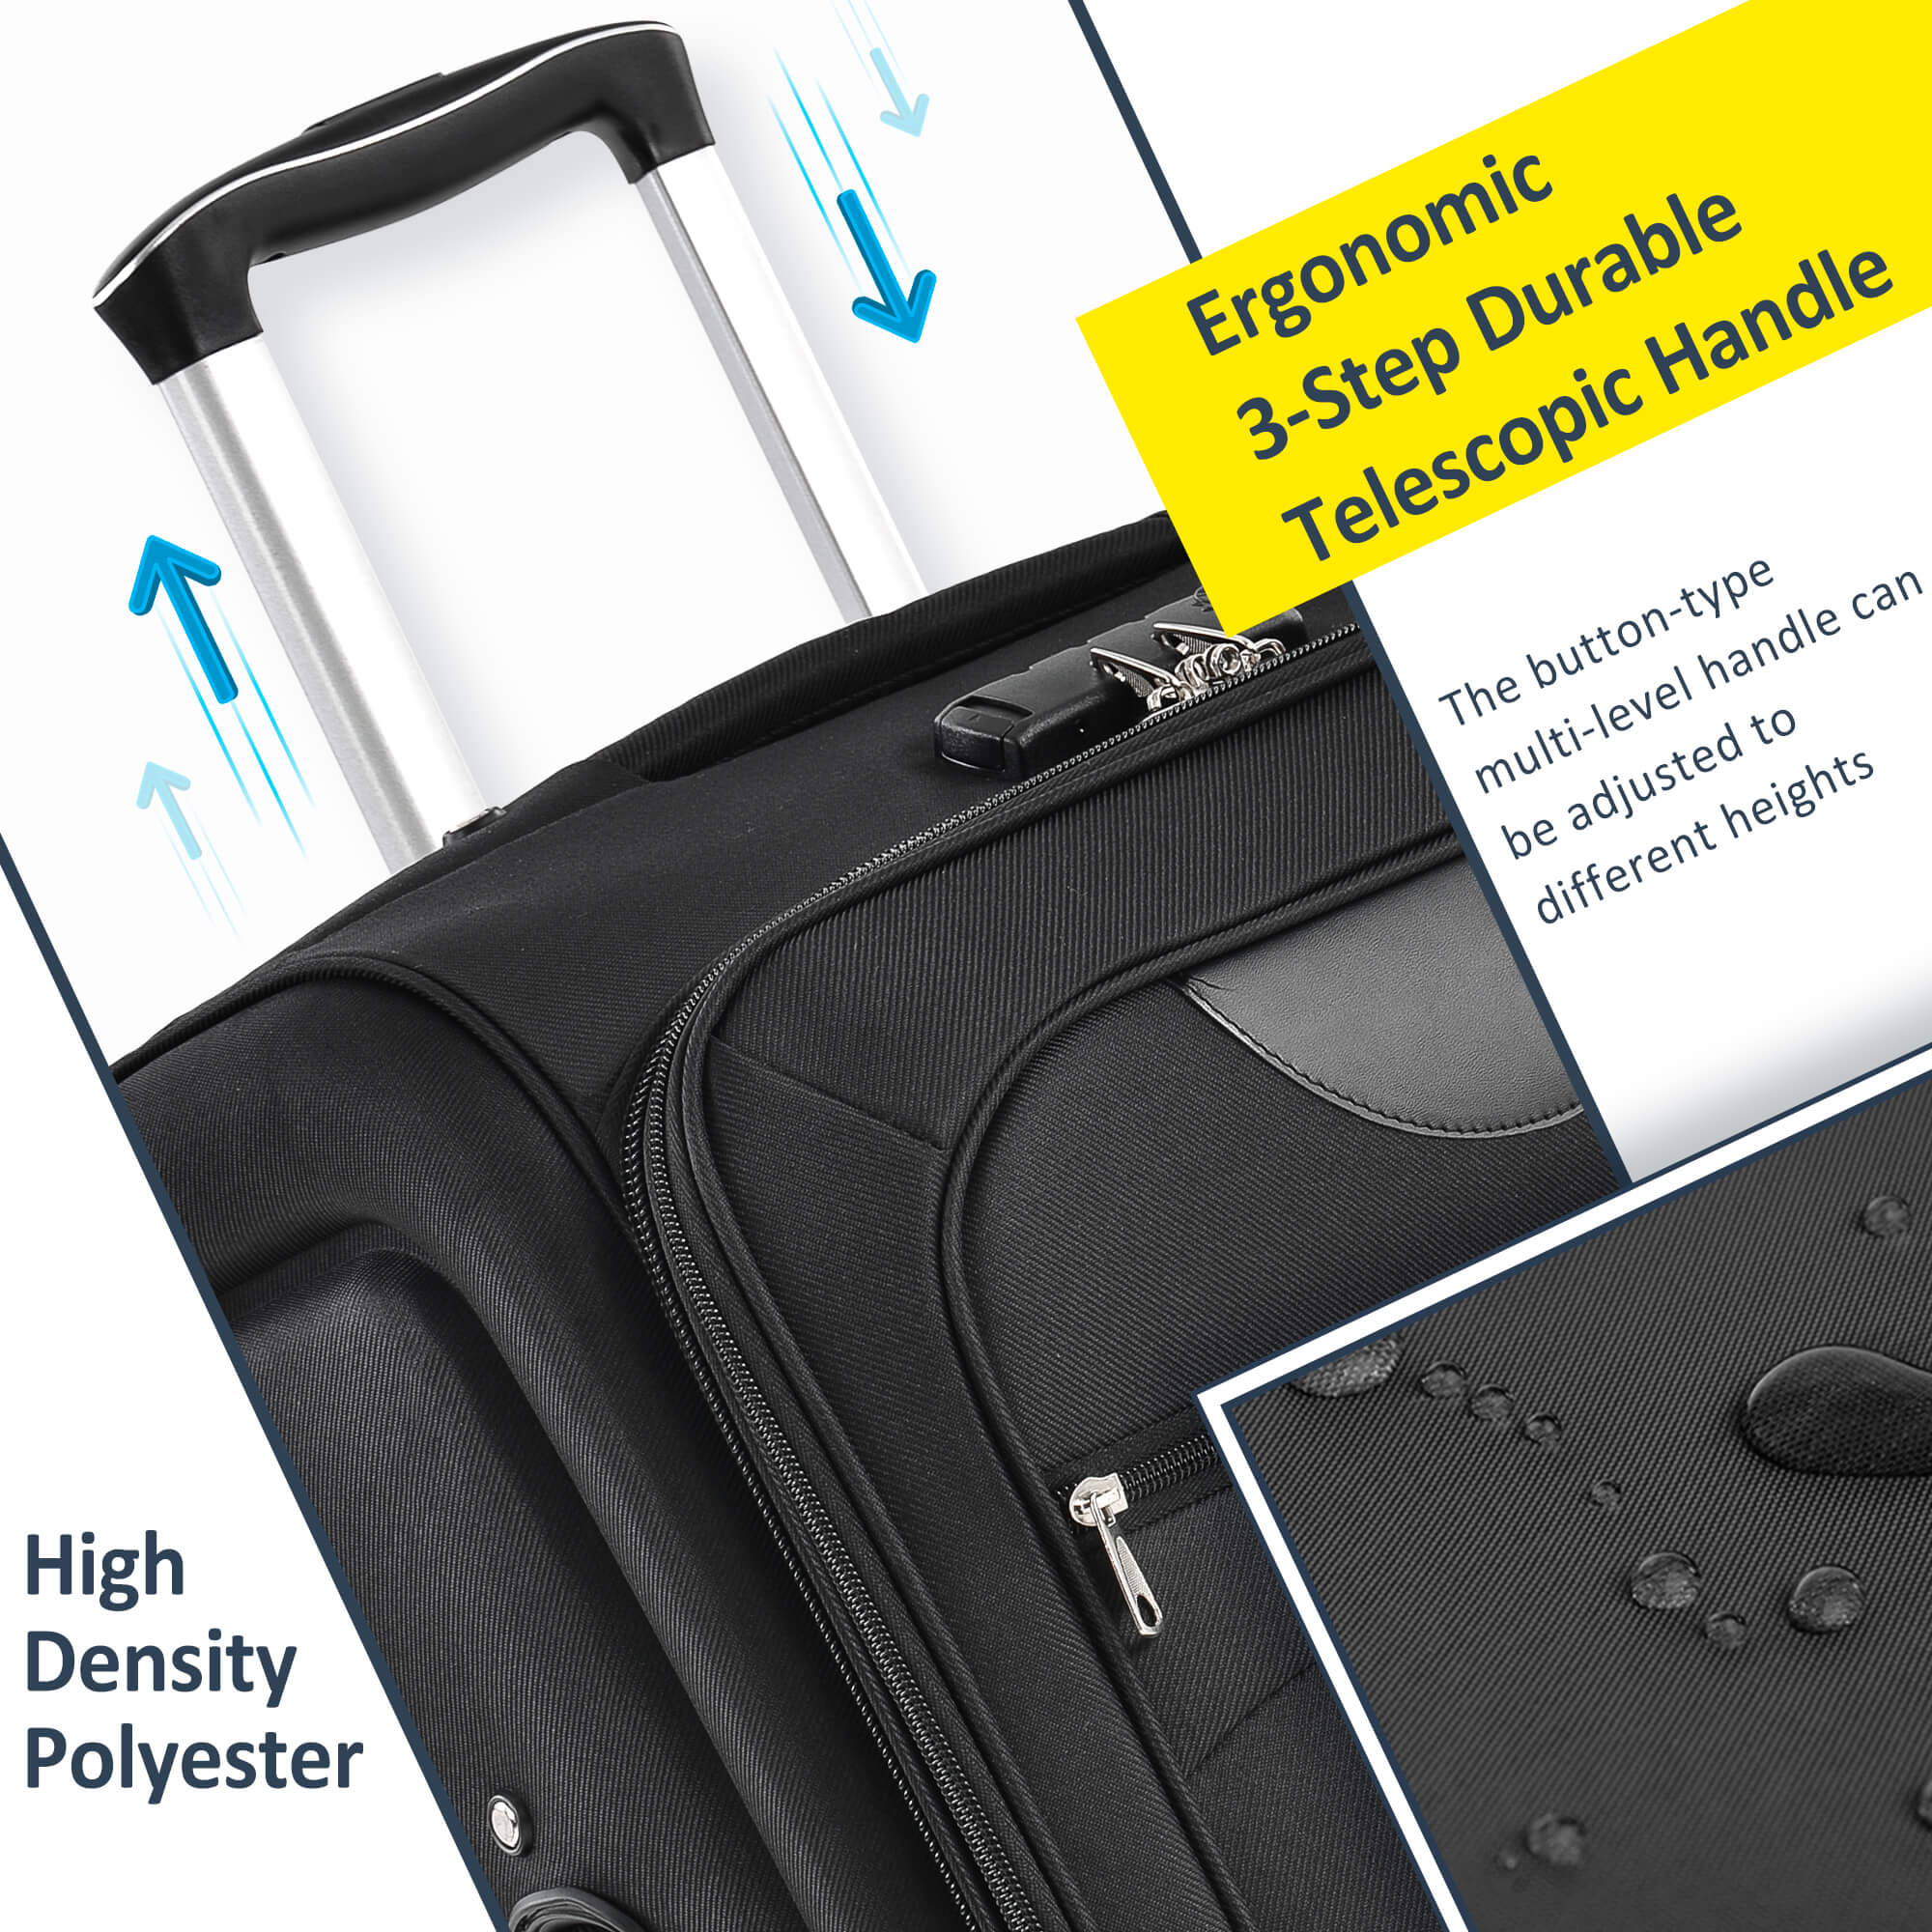 Ergonomic
3-Step Durable
Telescopic Handle
The button-type
multi-level handle can
be adjusted to
different heights
High
Density
Polyester